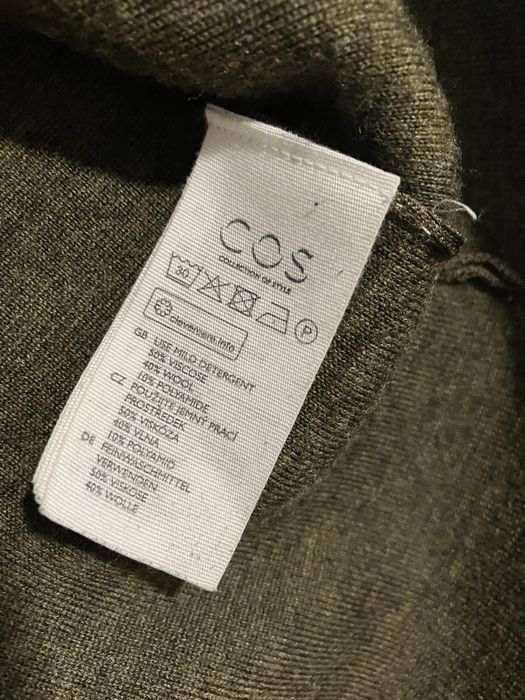 COS
COLLECTION OF STYLE
30 P
clevercare.info
GB USE MILD DETERGENT
50% VISCOSE
40% WOOL
10% POLYAMIDE
CZ POUŽIJTE JEMNÝ PRACÍ
PROSTŘEDEK
50% VISKÓZA
40% VLNA
10% POLYAMID
DE FEINWASCHMITTEL
VERWENDEN
50% VISKOSE
40% WOLLE